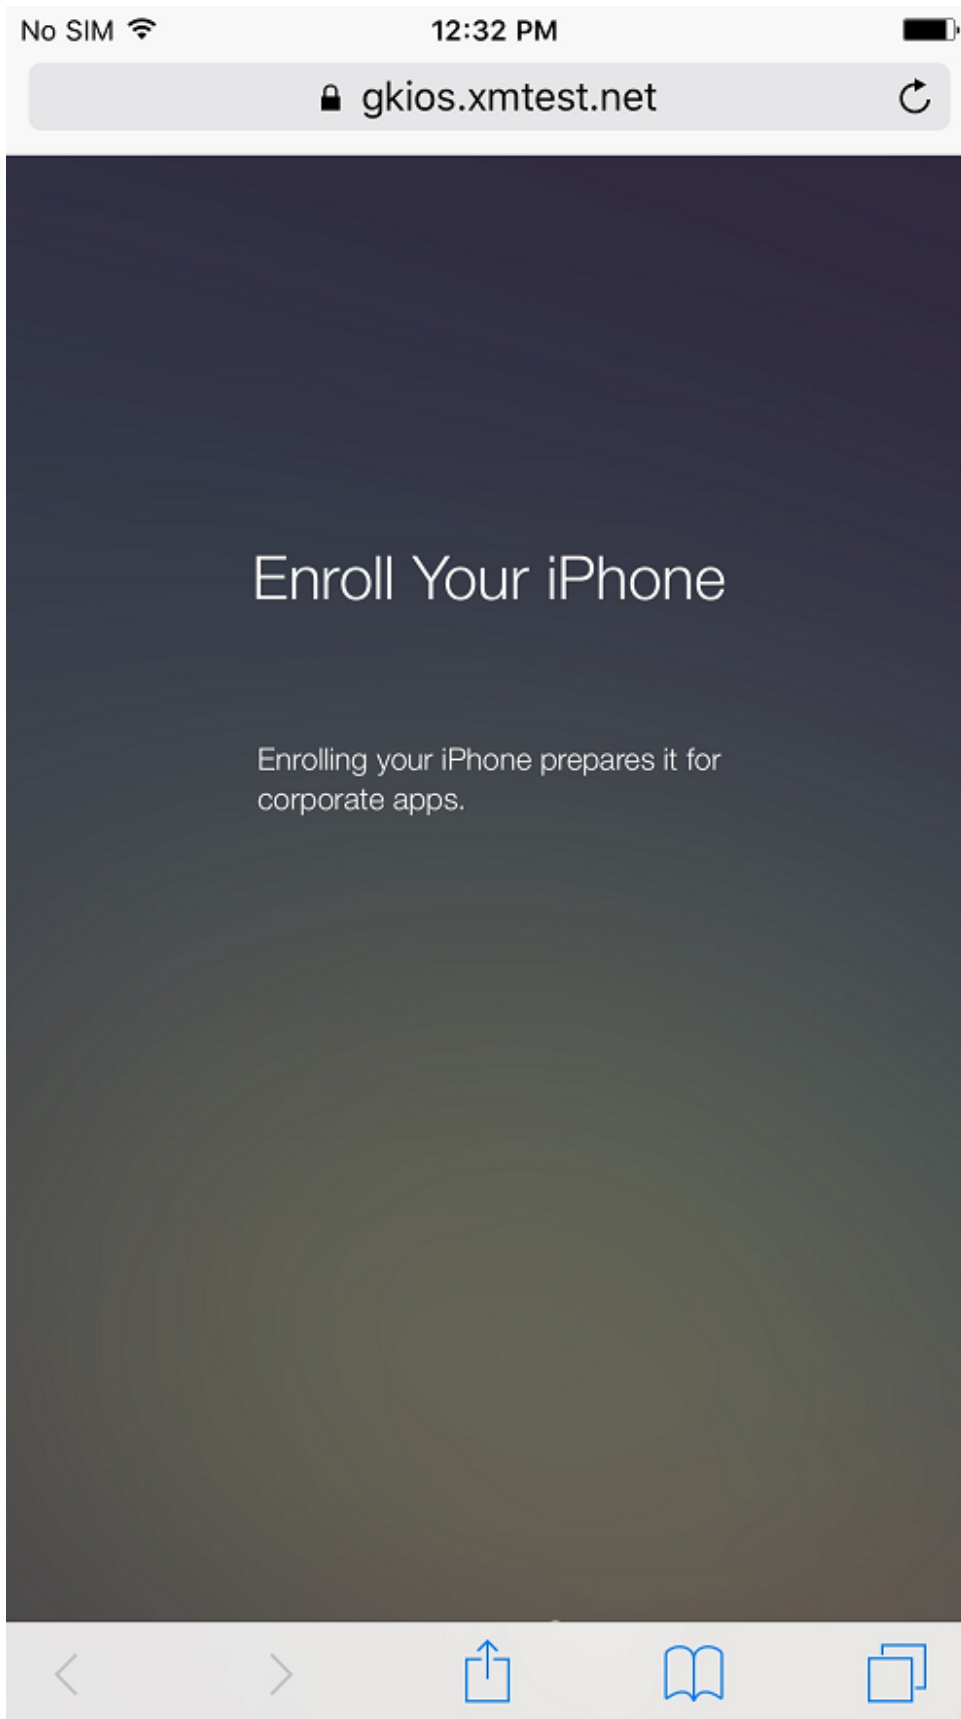 No SIM 12:32 PM
gkios.xmtest.net
Enroll Your iPhone
Enrolling your iPhone prepares it for
corporate apps.